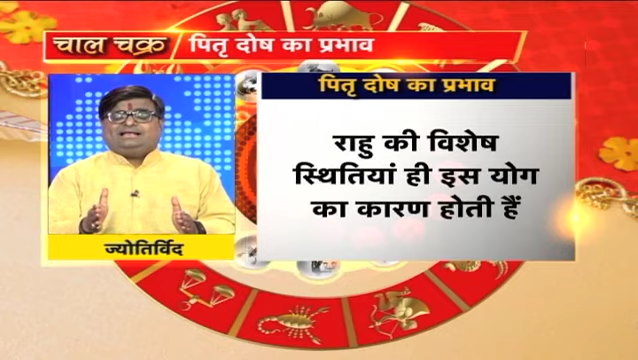 चाल चक्र पितृ दोष का प्रभाव
पितृ दोष का प्रभाव
राहु की विशेष
स्थितियां ही इस योग
का कारण होती हैं
ज्योतिर्विद